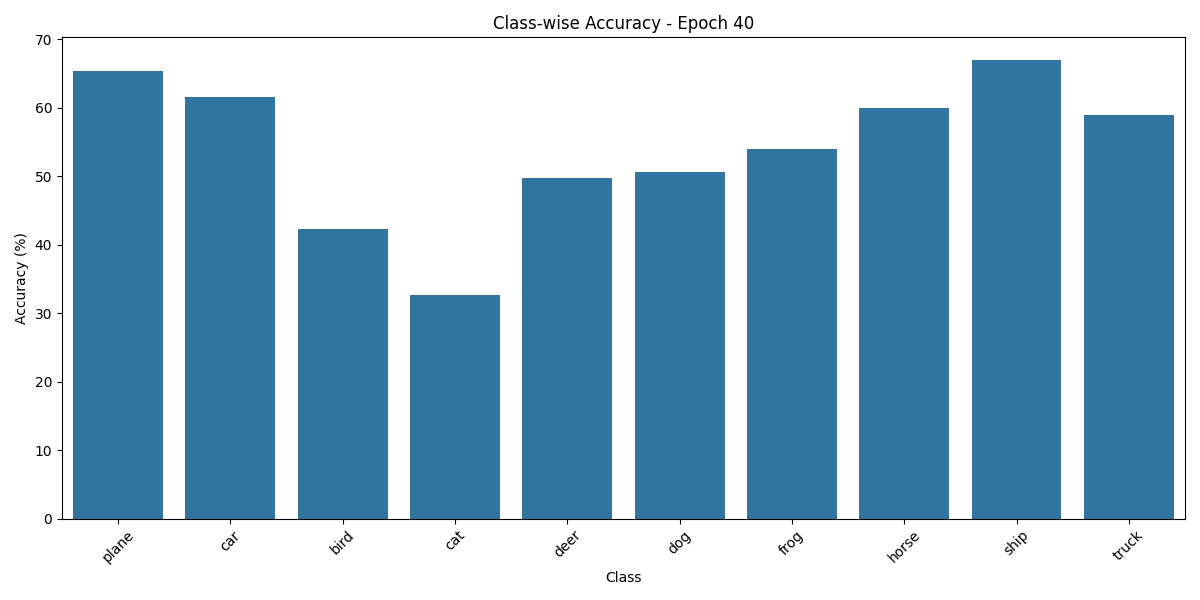 Class-wise Accuracy - Epoch 40
70
60
50
40
30
20
10
0
Accuracy (%)
plane
car
bird
cat
deer
dog
frog
horse
ship
truck
Class